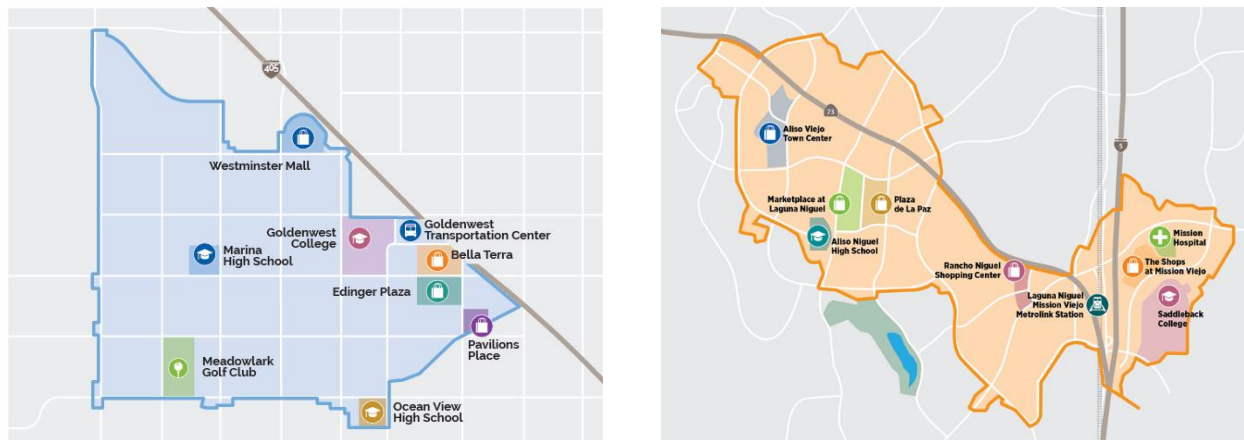 405
Westminster Mall
Goldenwest
College
Goldenwest
Transportation Center
Marina
High School
Bella Terra
Edinger Plaza
Pavilions
Place
Meadowlark
Golf Club
Ocean View
High School
73
Aliso Viejo
Town Center
5
Marketplace at
Laguna Niguel
Plaza
de La Paz
Aliso Niguel
High School
Mission
Hospital
Rancho Niguel
Shopping Center
The Shops
at Mission Viejo
Laguna Niguel
Mission Viejo
Metrolink Station
Saddleback
College